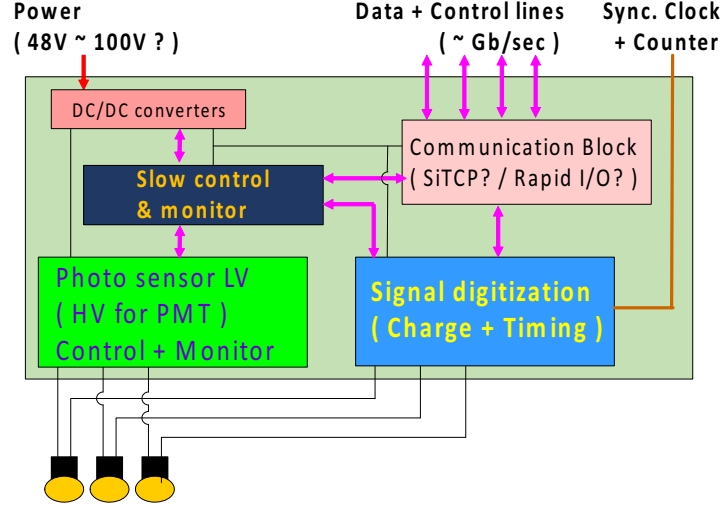 Power
( 48V ~ 100V ? )
Data + Control lines
( ~ Gb/sec )
Sync. Clock
+ Counter
DC/DC converters
Communication Block
( SiTCP? / Rapid I/O? )
Slow control
& monitor
Photo sensor LV
( HV for PMT )
Control + Monitor
Signal digitization
( Charge + Timing )